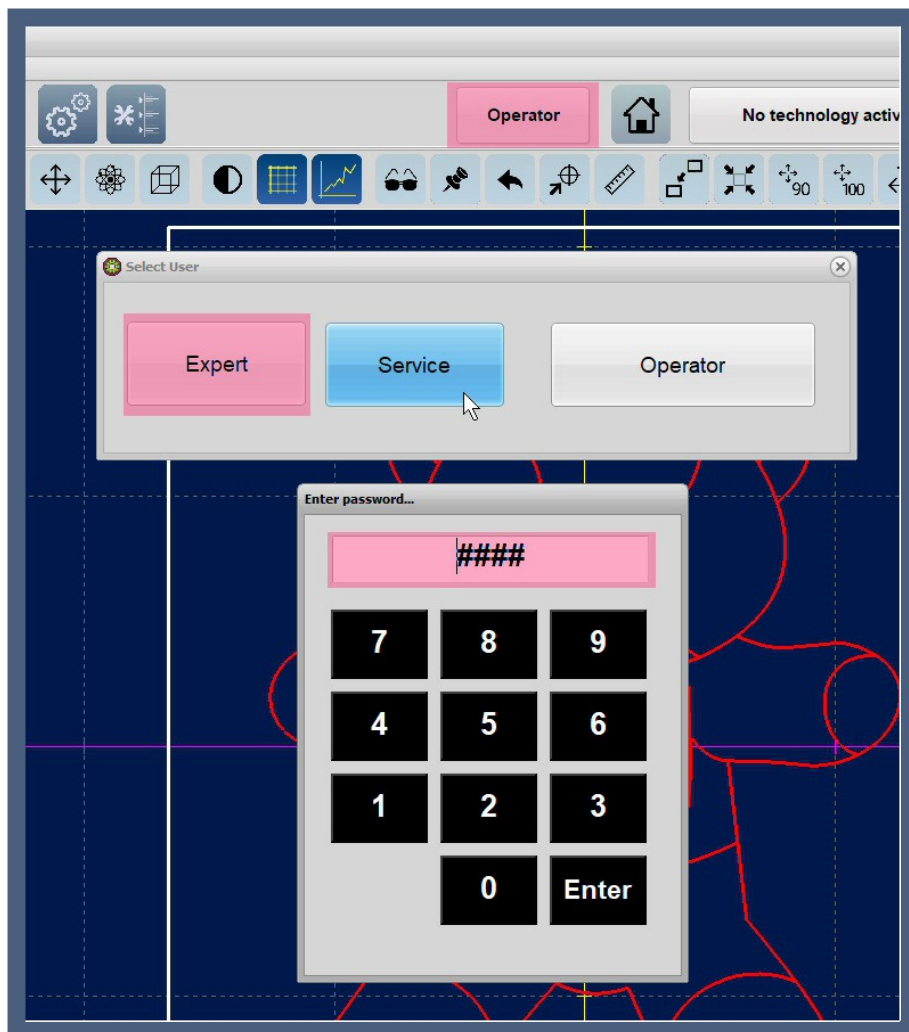 Operator
No technology activ
90
100
Select User
Expert
Service
Operator
Enter password...
####
7 8 9
4 5 6
1 2 3
0 Enter